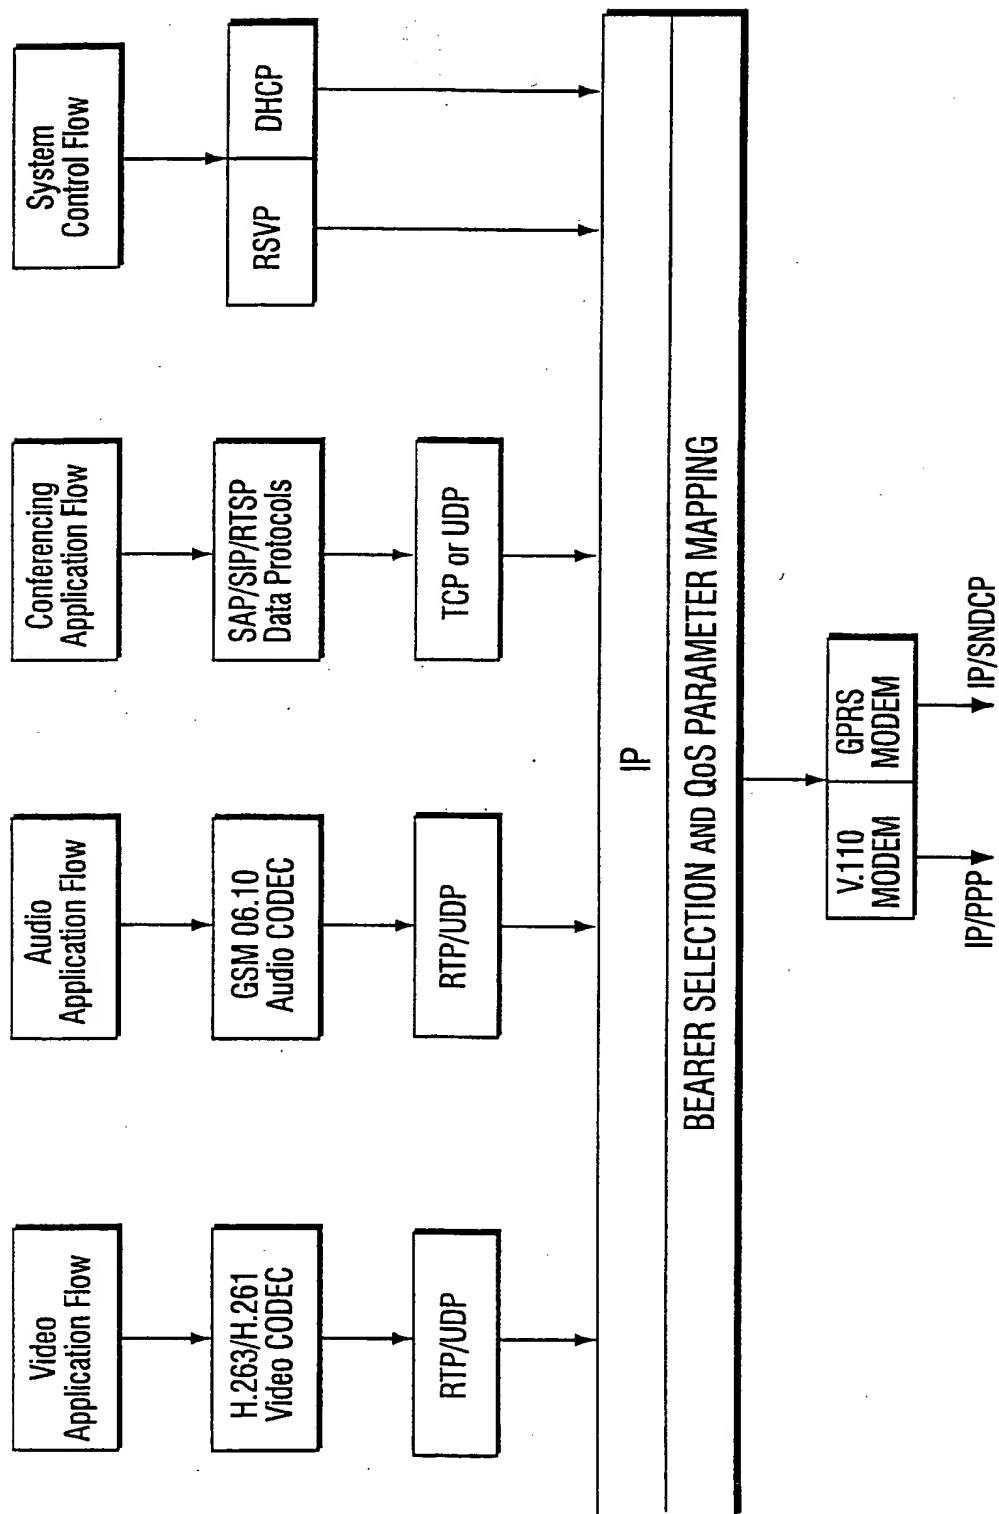 Video
Application Flow
H.263/H.261
Video CODEC
RTP/UDP
Audio
Application Flow
GSM 06.10
Audio CODEC
RTP/UDP
Conferencing
Application Flow
SAP/SIP/RTSP
Data Protocols
TCP or UDP
System
Control Flow
RSVP
DHCP
IP
BEARER SELECTION AND QoS PARAMETER MAPPING
V.110
MODEM
GPRS
MODEM
IP/PPP
IP/SNDCP